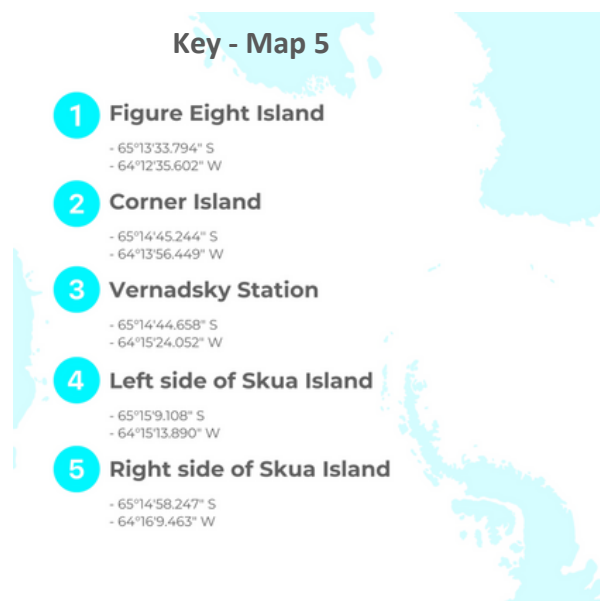 Key - Map 5
1 Figure Eight Island
- 65°13'33.794" S
- 64°12'35.602" W
2 Corner Island
- 65°14'45.244" S
- 64°13'56.449" W
3 Vernadsky Station
- 65°14'44.658" S
- 64°15'24.052" W
4 Left side of Skua Island
- 65°15'9.108" S
- 64°15'13.890" W
5 Right side of Skua Island
- 65°14'58.247" S
- 64°16'9.463" W